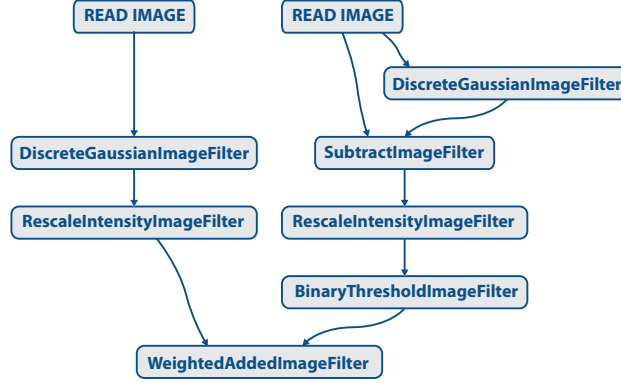 READ IMAGE
READ IMAGE
DiscreteGaussianImageFilter
DiscreteGaussianImageFilter
SubtractImageFilter
RescaleIntensityImageFilter
RescaleIntensityImageFilter
BinaryThresholdImageFilter
WeightedAddedImageFilter